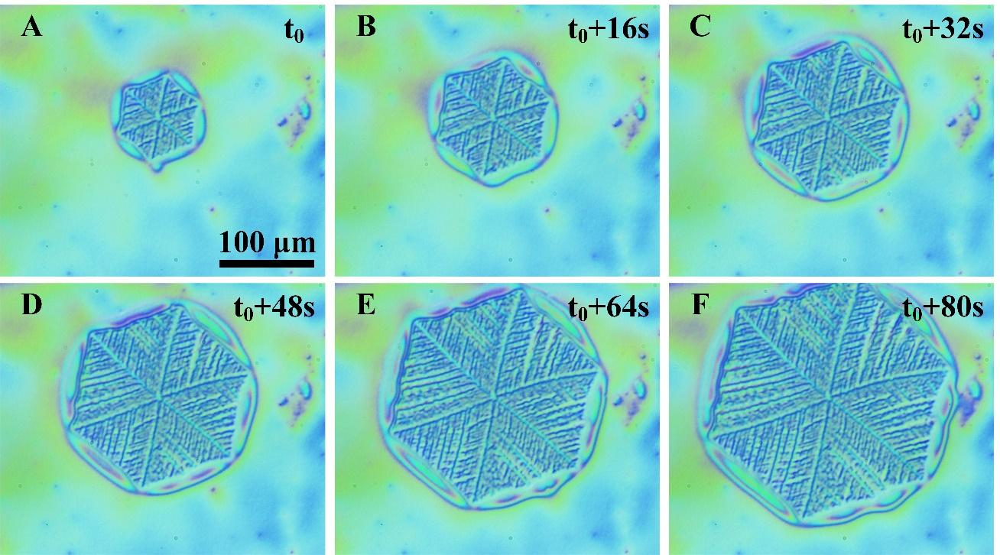 A t₀
B t₀+16s
C t₀+32s
100 μm
D t₀+48s
E t₀+64s
F t₀+80s